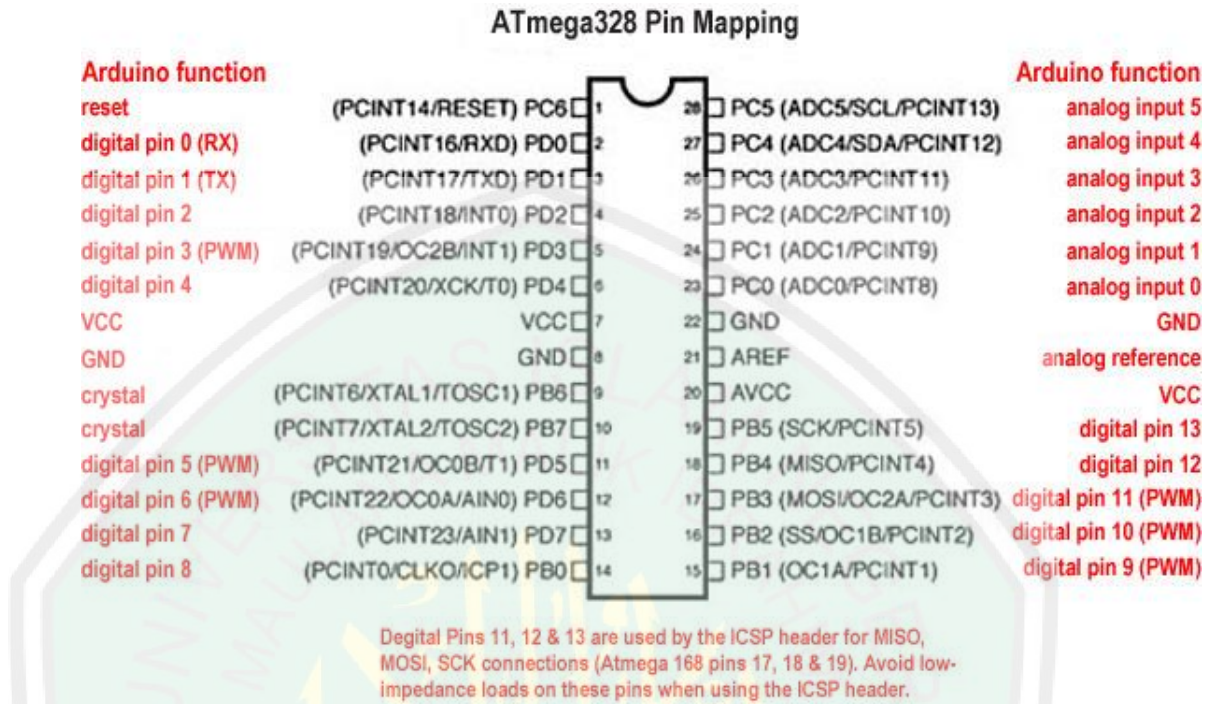 ATmega328 Pin Mapping
Arduino function Arduino function
reset (PCINT14/RESET) PC6 1 28 PC5 (ADC5/SCL/PCINT13) analog input 5
digital pin 0 (RX) (PCINT16/RXD) PD0 2 27 PC4 (ADC4/SDA/PCINT12) analog input 4
digital pin 1 (TX) (PCINT17/TXD) PD1 3 26 PC3 (ADC3/PCINT11) analog input 3
digital pin 2 (PCINT18/INT0) PD2 4 25 PC2 (ADC2/PCINT10) analog input 2
digital pin 3 (PWM) (PCINT19/OC2B/INT1) PD3 5 24 PC1 (ADC1/PCINT9) analog input 1
digital pin 4 (PCINT20/XCK/T0) PD4 6 23 PC0 (ADC0/PCINT8) analog input 0
VCC VCC 7 22 GND GND
GND GND 8 21 AREF analog reference
crystal (PCINT6/XTAL1/TOSC1) PB6 9 20 AVCC VCC
crystal (PCINT7/XTAL2/TOSC2) PB7 10 19 PB5 (SCK/PCINT5) digital pin 13
digital pin 5 (PWM) (PCINT21/OC0B/T1) PD5 11 18 PB4 (MISO/PCINT4) digital pin 12
digital pin 6 (PWM) (PCINT22/OC0A/AIN0) PD6 12 17 PB3 (MOSI/OC2A/PCINT3) digital pin 11 (PWM)
digital pin 7 (PCINT23/AIN1) PD7 13 16 PB2 (SS/OC1B/PCINT2) digital pin 10 (PWM)
digital pin 8 (PCINT0/CLKO/ICP1) PB0 14 15 PB1 (OC1A/PCINT1) digital pin 9 (PWM)
Degital Pins 11, 12 & 13 are used by the ICSP header for MISO,
MOSI, SCK connections (Atmega 168 pins 17, 18 & 19). Avoid low-
impedance loads on these pins when using the ICSP header.